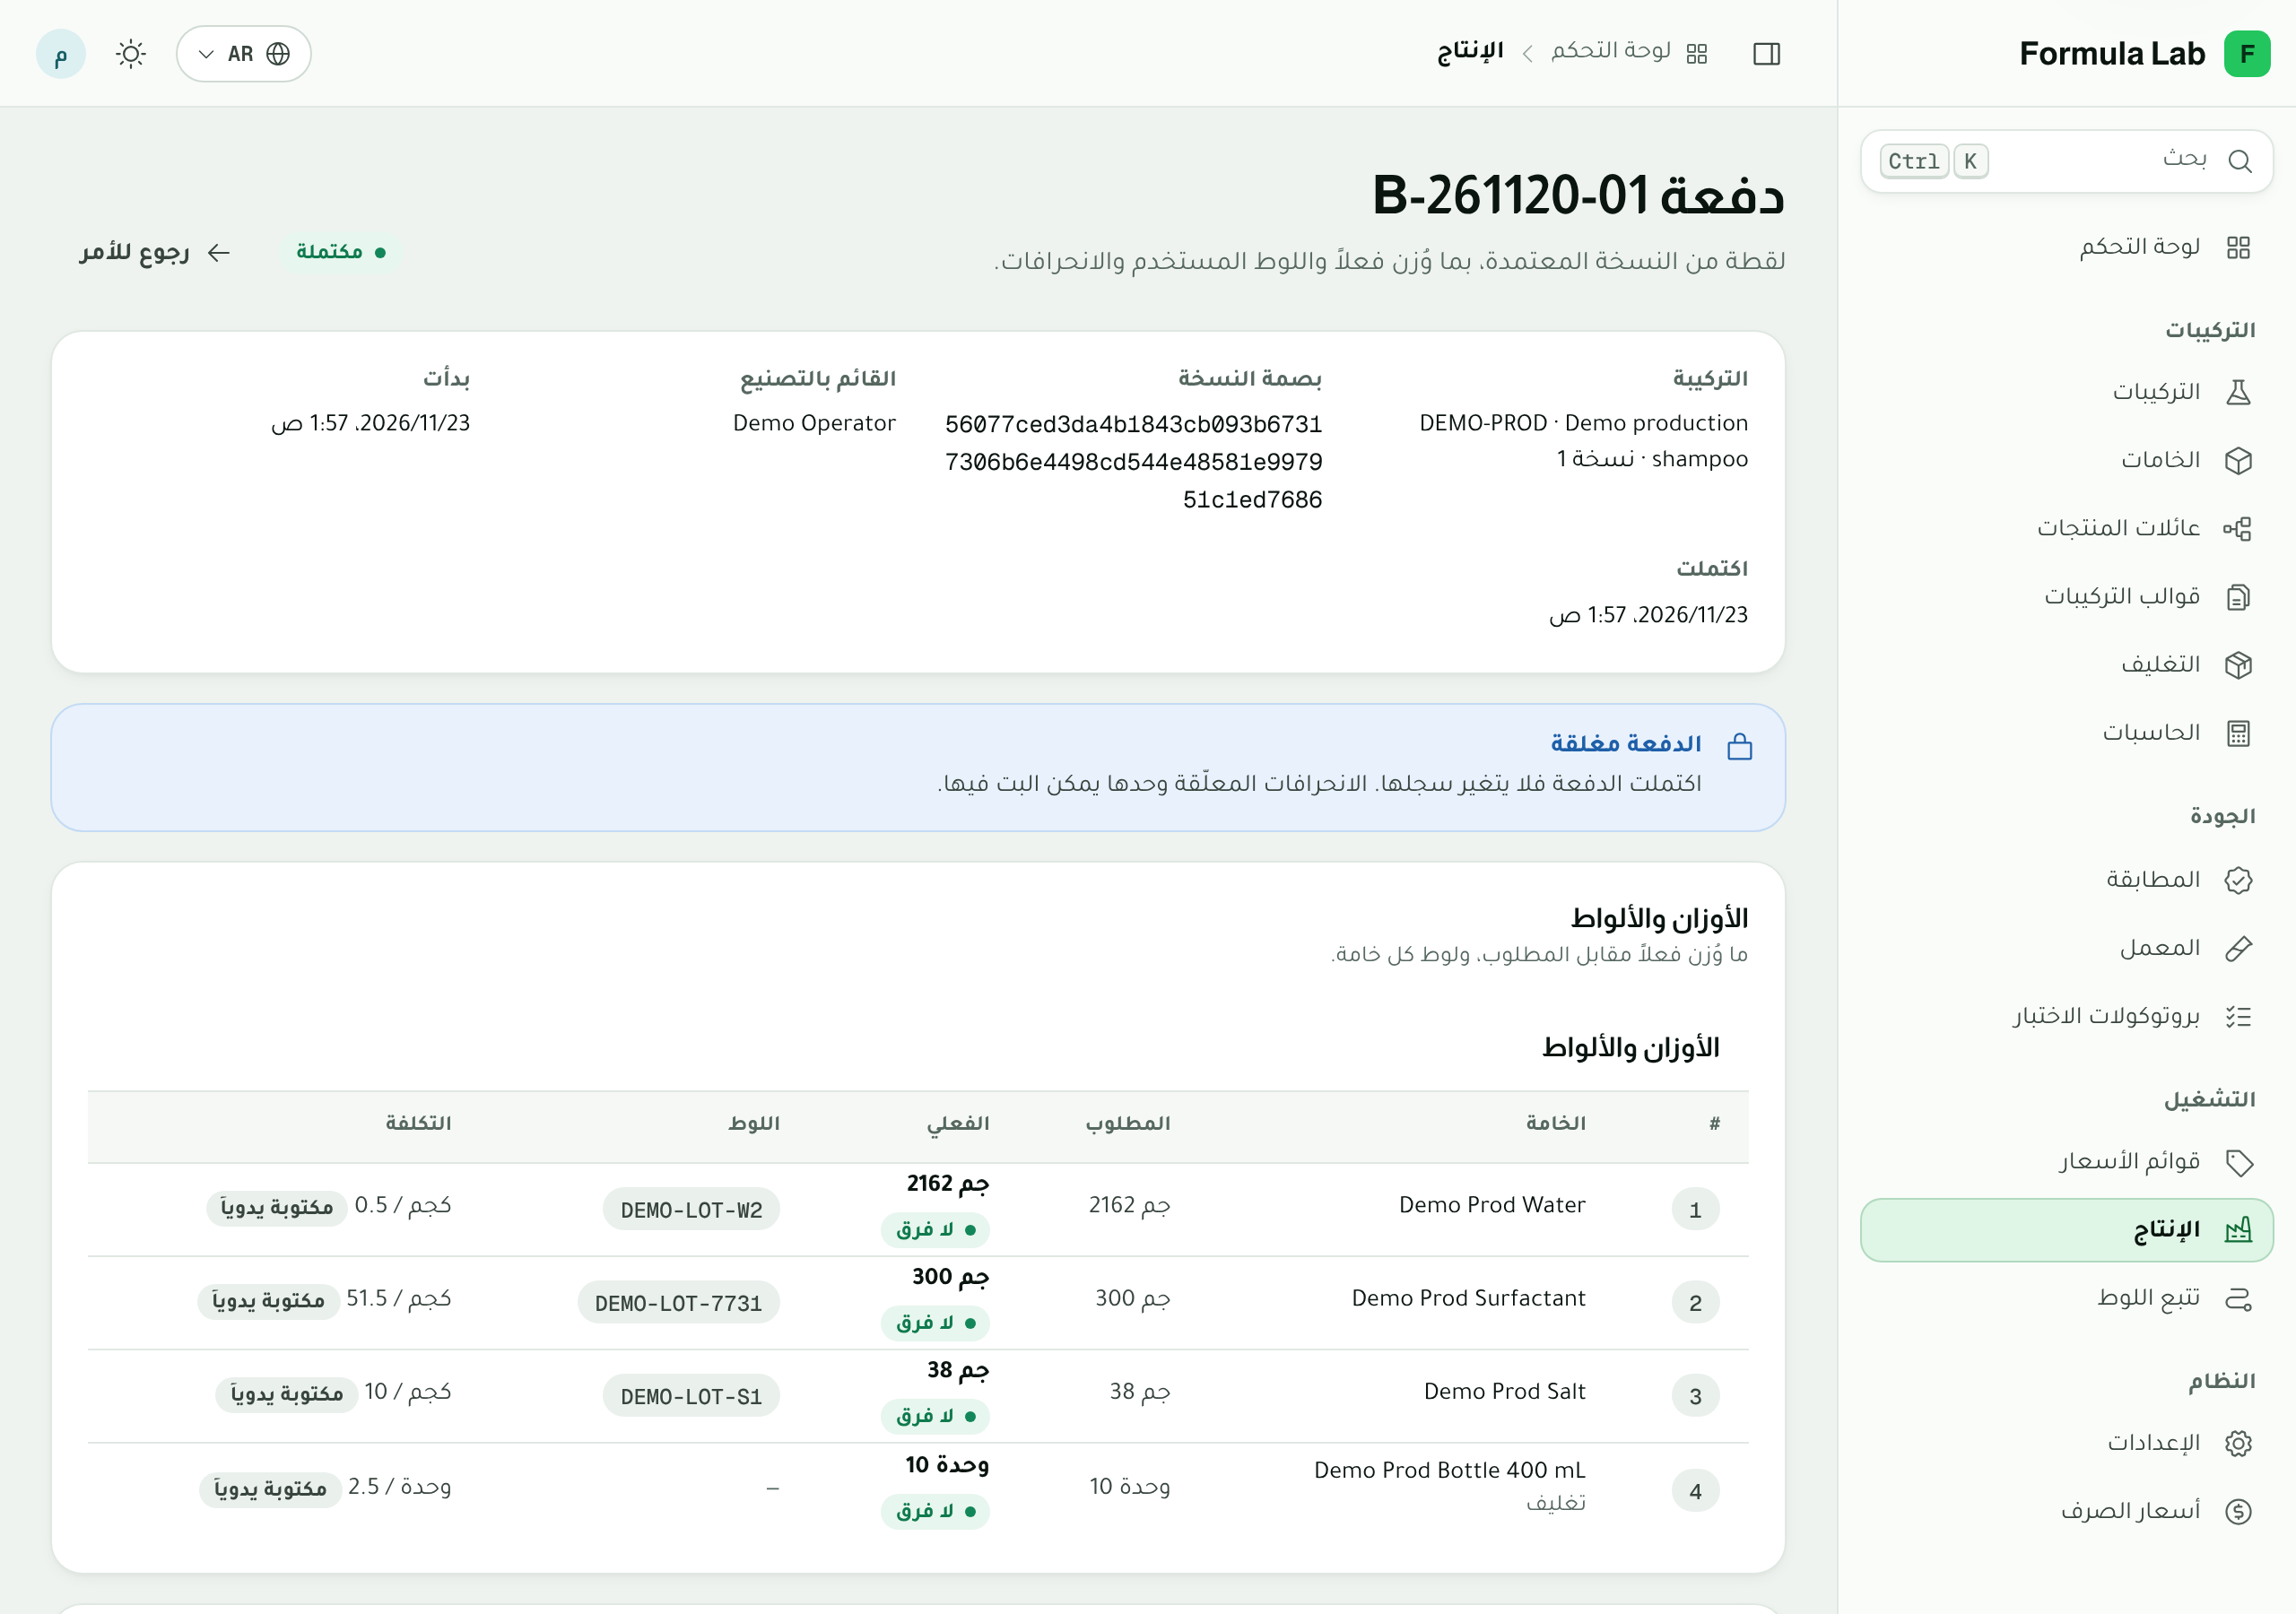 F Formula Lab
لوحة التحكم
الإنتاج
AR
م
بحث
Ctrl K
لوحة التحكم
التركيبات
التركيبات
الخامات
عائلات المنتجات
قوالب التركيبات
التغليف
الحاسبات
الجودة
المطابقة
المعمل
بروتوكولات الاختبار
التشغيل
قوائم الأسعار
الإنتاج
تتبع اللوط
النظام
الإعدادات
أسعار الصرف
دفعة B-261120-01
لقطة من النسخة المعتمدة، بما وُزن فعلاً واللوط المستخدم والانحرافات.
مكتملة
رجوع للأمر
التركيبة
DEMO-PROD · Demo production
shampoo · نسخة 1
بصمة النسخة
56077ced3da4b1843cb093b6731
7306b6e4498cd544e48581e9979
51c1ed7686
القائم بالتصنيع
Demo Operator
بدأت
2026/11/23، 1:57 ص
اكتملت
2026/11/23، 1:57 ص
الدفعة مغلقة
اكتملت الدفعة فلا يتغير سجلها. الانحرافات المعلّقة وحدها يمكن البت فيها.
الأوزان والألواط
ما وُزن فعلاً مقابل المطلوب، ولوط كل خامة.
الأوزان والألواط
# الخامة المطلوب الفعلي اللوط التكلفة
1 Demo Prod Water جم 2162 جم 2162 DEMO-LOT-W2 كجم / 0.5 مكتوبة يدوياً
لا فرق
2 Demo Prod Surfactant جم 300 جم 300 DEMO-LOT-7731 كجم / 51.5 مكتوبة يدوياً
لا فرق
3 Demo Prod Salt جم 38 جم 38 DEMO-LOT-S1 كجم / 10 مكتوبة يدوياً
لا فرق
4 Demo Prod Bottle 400 mL وحدة 10 وحدة 10 – وحدة / 2.5 مكتوبة يدوياً
تغليف لا فرق